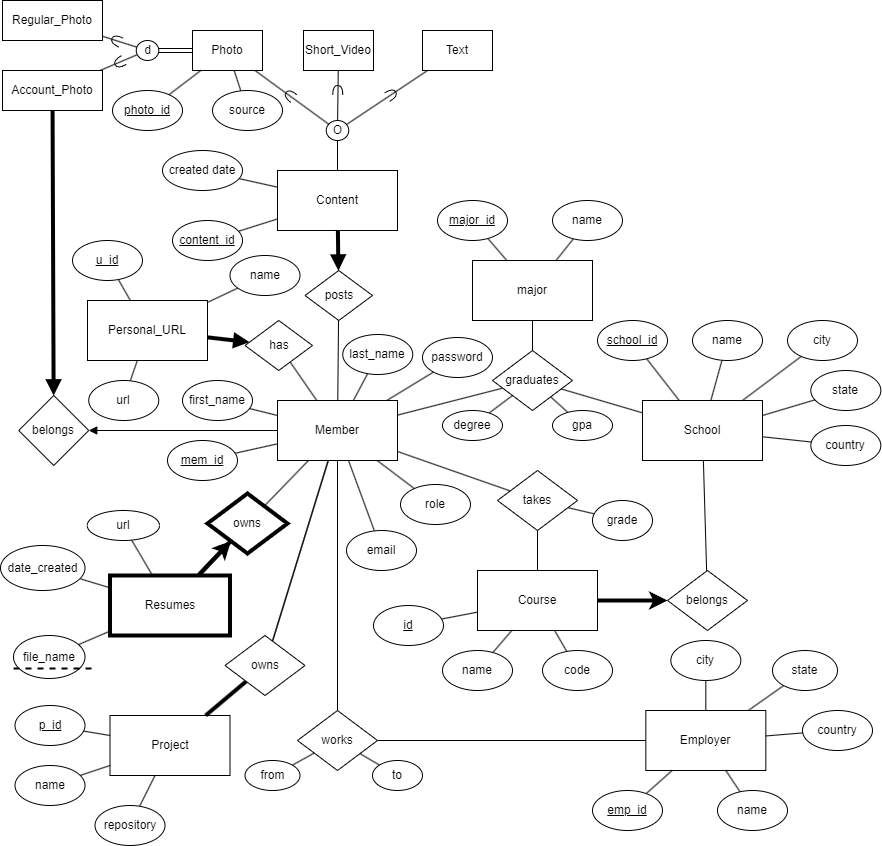 Regular_Photo
d
Photo
Short_Video
Text
Account_Photo
photo_id
source
O
created date
Content
content_id
major_id
name
u_id
name
major
posts
Personal_URL
has
school_id
name
city
last_name
password
graduates
state
url
first_name
degree
gpa
belongs
Member
School
country
mem_id
role
takes
grade
url
owns
email
date_created
Resumes
Course
belongs
id
file_name
owns
name
code
city
state
p_id
Project
works
Employer
country
name
from
to
repository
emp_id
name